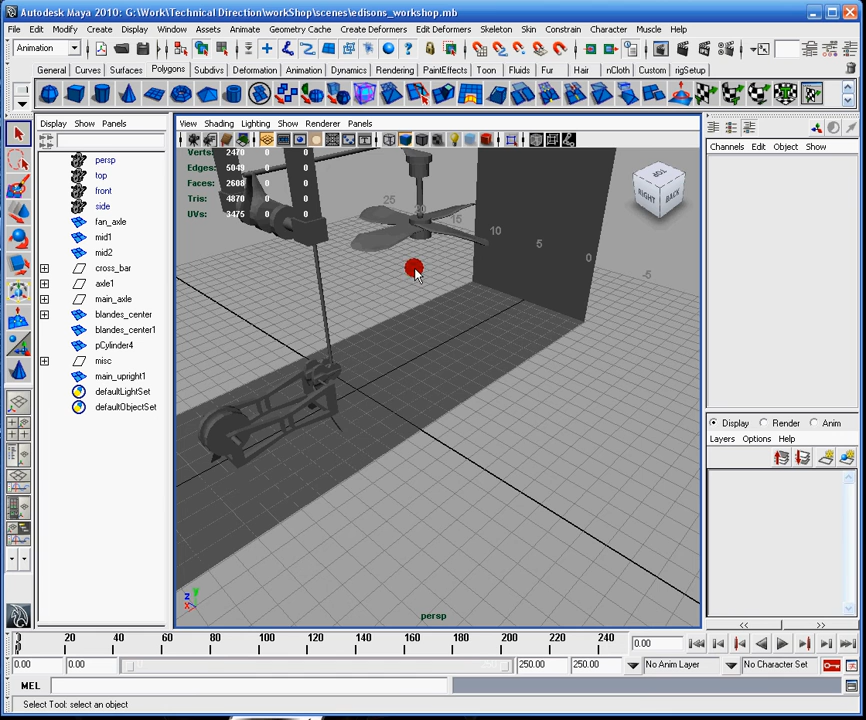 Autodesk Maya 2010: G:\Work\Technical Direction\workShop\scenes\edisons_workshop.mb
File Edit Modify Create Display Window Assets Animate Geometry Cache Create Deformers Edit Deformers Skeleton Skin Constrain Character Muscle Help
Animation
General Curves Surfaces Polygons Subdivs Deformation Animation Dynamics Rendering PaintEffects Toon Fluids Fur Hair nCloth Custom rigSetup
Display Show Panels
View Shading Lighting Show Renderer Panels
Channels Edit Object Show
Verts: 2470 0 0
Edges: 5049 0 0
Faces: 2608 0 0
Tris: 4870 0 0
UVs: 3475 0 0
persp
top
front
side
fan_axle
mid1
mid2
cross_bar
axle1
main_axle
blandes_center
blandes_center1
pCylinder4
misc
main_upright1
defaultLightSet
defaultObjectSet
25
15
10
5
0
-5
TOP
RIGHT BACK
persp
Display Render Anim
Layers Options Help
0 20 40 60 80 100 120 140 160 180 200 220 240 0.00
0.00 0.00 250.00 250.00 No Anim Layer No Character Set
MEL
Select Tool: select an object